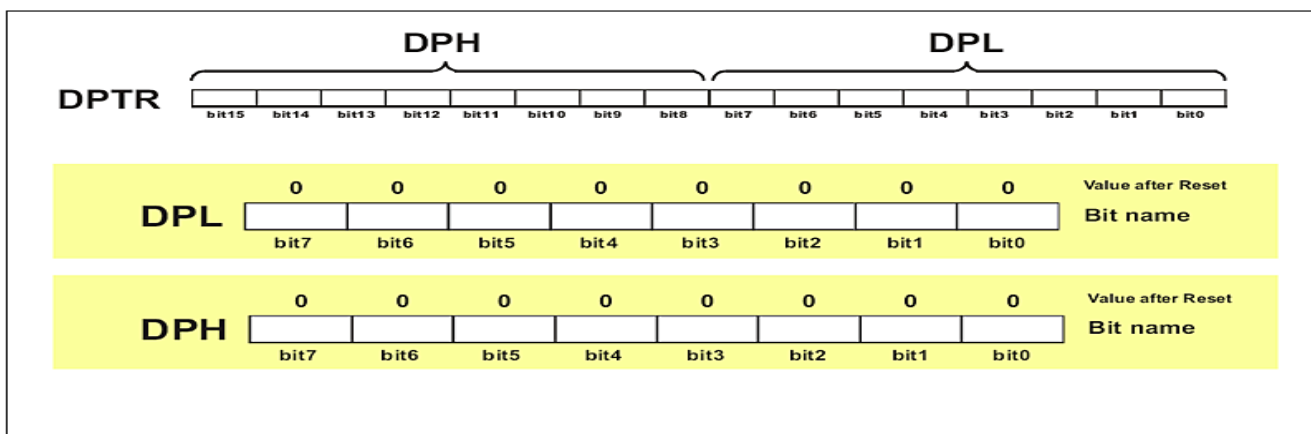 DPH DPL
DPTR
bit15 bit14 bit13 bit12 bit11 bit10 bit9 bit8 bit7 bit6 bit5 bit4 bit3 bit2 bit1 bit0
0 0 0 0 0 0 0 0 Value after Reset
DPL Bit name
bit7 bit6 bit5 bit4 bit3 bit2 bit1 bit0
0 0 0 0 0 0 0 0 Value after Reset
DPH Bit name
bit7 bit6 bit5 bit4 bit3 bit2 bit1 bit0